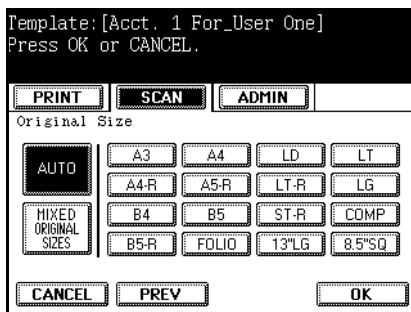 Template:[Acct. 1 For_User One]
Press OK or CANCEL.
PRINT SCAN ADMIN
Original Size
AUTO
A3 A4 LD LT
A4-R A5-R LT-R LG
MIXED
ORIGINAL
SIZES
B4 B5 ST-R COMP
B5-R FOLIO 13"LG 8.5"SQ
CANCEL PREV OK